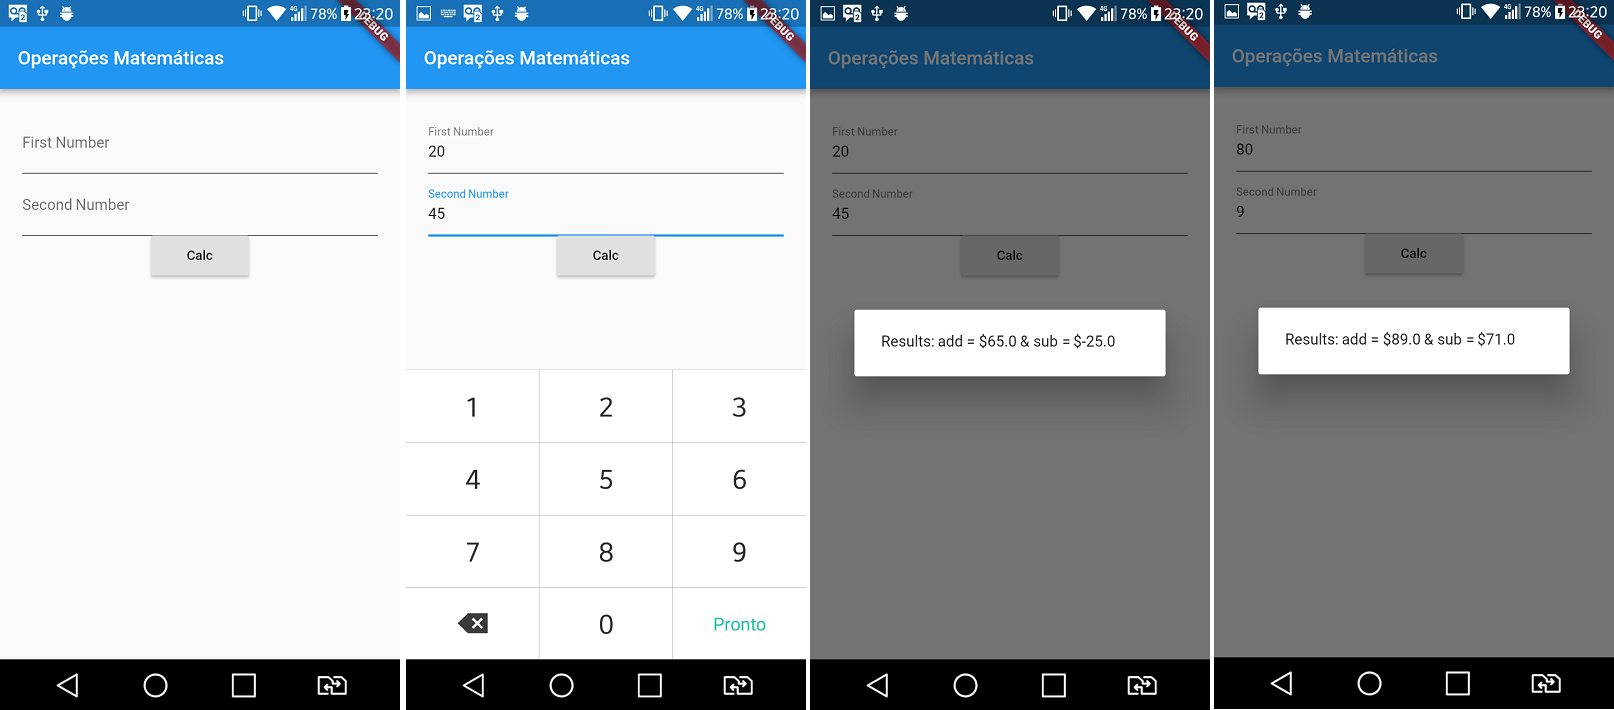 78% 23:20
DEBUG
Operações Matemáticas
First Number
Second Number
Calc
4G 78% 23:20
DEBUG
Operações Matemáticas
First Number
20
Second Number
45
Calc
1 2 3
4 5 6
7 8 9
0 Pronto
4G 78% 23:20
DEBUG
Operações Matemáticas
First Number
20
Second Number
45
Calc
Results: add = $65.0 & sub = $-25.0
4G 78% 23:20
DEBUG
Operações Matemáticas
First Number
80
Second Number
9
Calc
Results: add = $89.0 & sub = $71.0